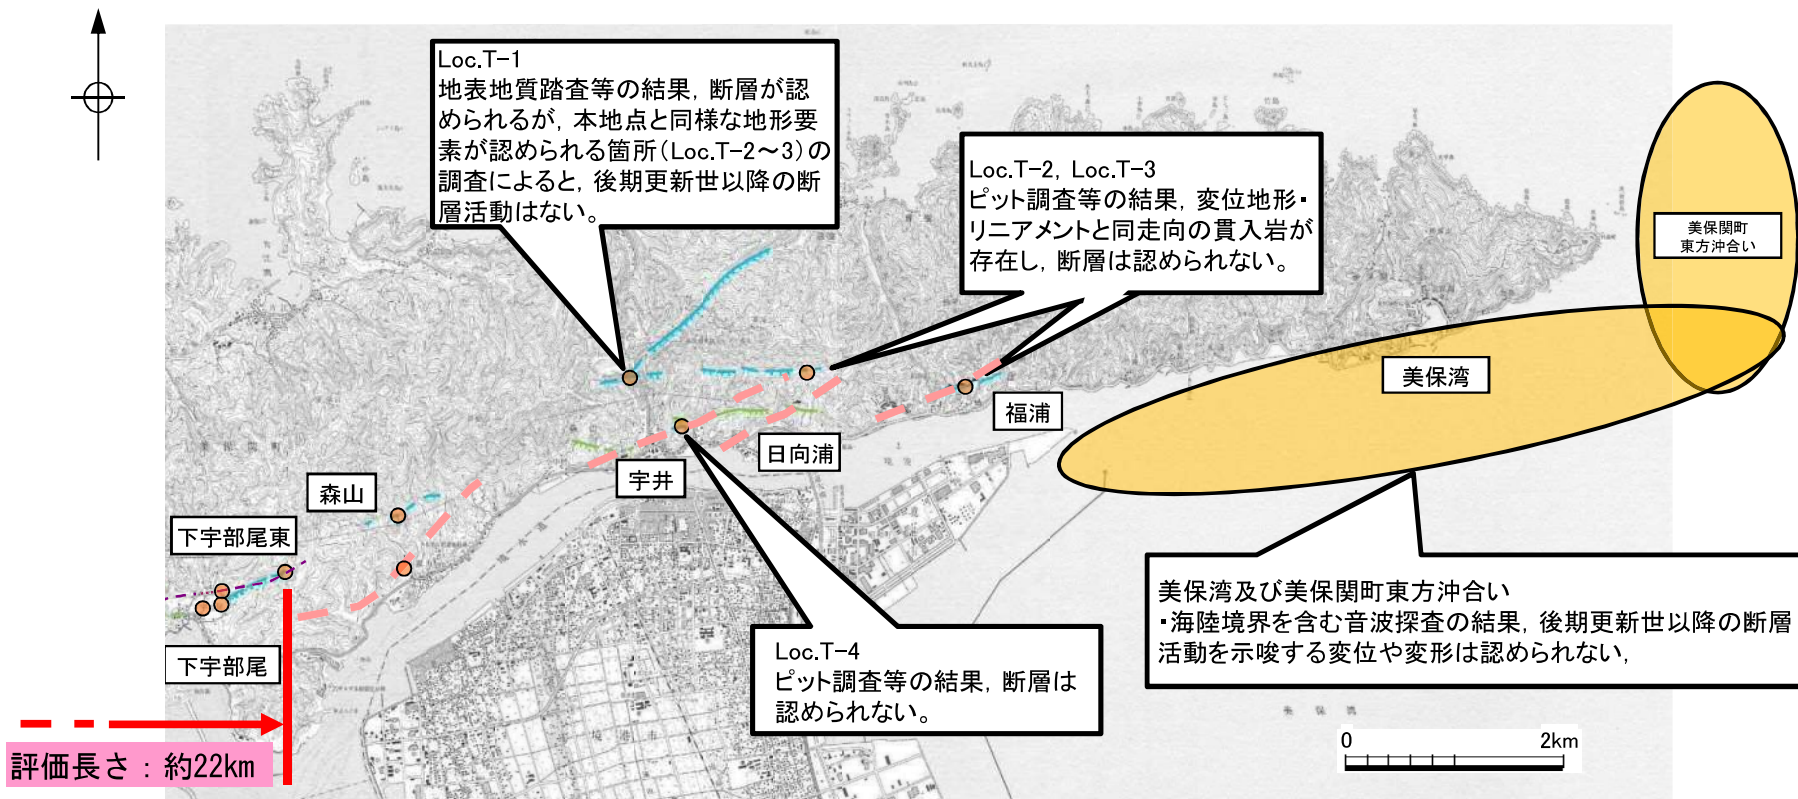 Loc.T-1
地表地質踏査等の結果，断層が認
められるが，本地点と同様な地形要
素が認められる箇所（Loc.T-2～3）の
調査によると，後期更新世以降の断
層活動はない。
Loc.T-2，Loc.T-3
ピット調査等の結果，変位地形・
リニアメントと同走向の貫入岩が
存在し，断層は認められない。
美保関町
東方沖合い
美保湾
福浦
日向浦
宇井
森山
下宇部尾東
下宇部尾
Loc.T-4
ピット調査等の結果，断層は
認められない。
美保湾及び美保関町東方沖合い
・海陸境界を含む音波探査の結果，後期更新世以降の断層
活動を示唆する変位や変形は認められない，
評価長さ：約22km
0 2km